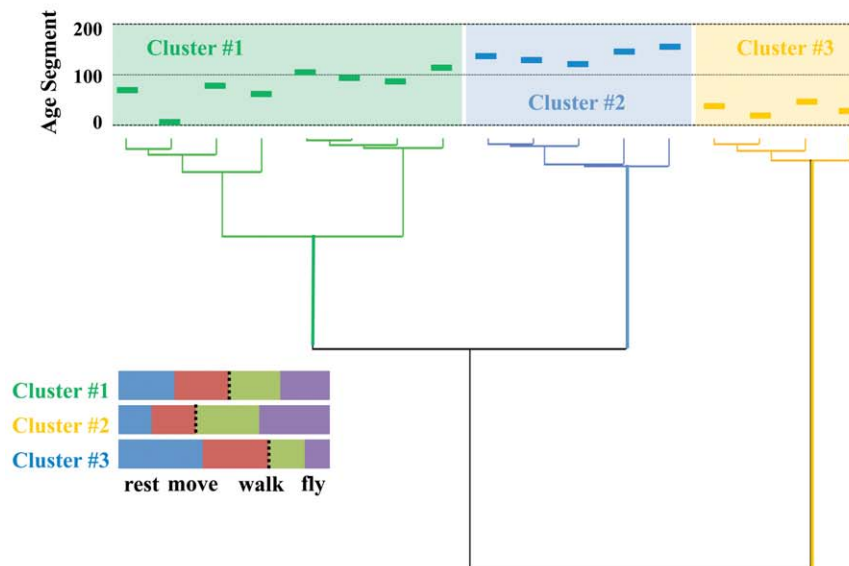 200
Cluster #1
Cluster #3
100
Cluster #2
0
Age Segment
Cluster #1
Cluster #2
Cluster #3
rest move walk fly